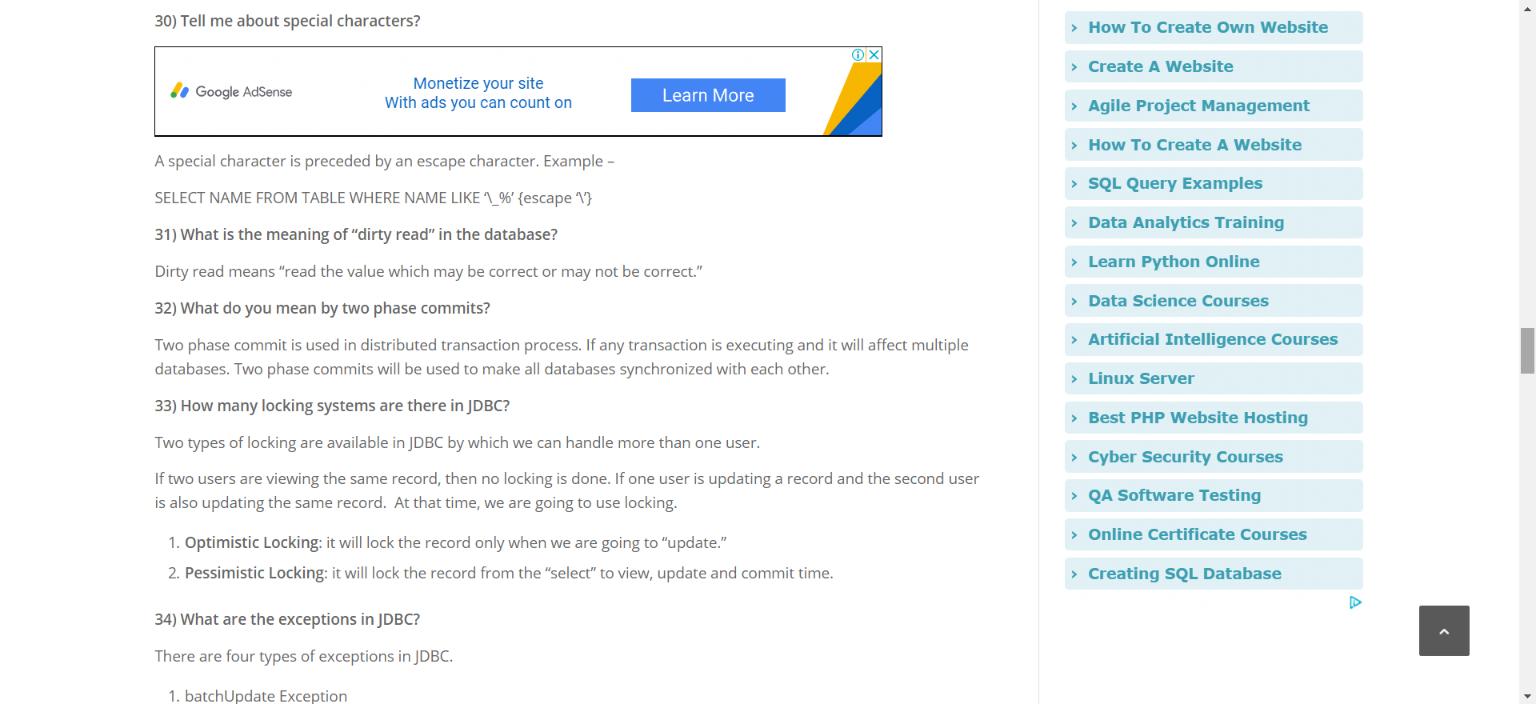 30) Tell me about special characters?
Google AdSense
Monetize your site
With ads you can count on
Learn More
A special character is preceded by an escape character. Example –
SELECT NAME FROM TABLE WHERE NAME LIKE ‘\_%’ {escape ‘\’}
31) What is the meaning of “dirty read” in the database?
Dirty read means “read the value which may be correct or may not be correct.”
32) What do you mean by two phase commits?
Two phase commit is used in distributed transaction process. If any transaction is executing and it will affect multiple
databases. Two phase commits will be used to make all databases synchronized with each other.
33) How many locking systems are there in JDBC?
Two types of locking are available in JDBC by which we can handle more than one user.
If two users are viewing the same record, then no locking is done. If one user is updating a record and the second user
is also updating the same record.  At that time, we are going to use locking.
1. Optimistic Locking: it will lock the record only when we are going to “update.”
2. Pessimistic Locking: it will lock the record from the “select” to view, update and commit time.
34) What are the exceptions in JDBC?
There are four types of exceptions in JDBC.
1. batchUpdate Exception
How To Create Own Website
Create A Website
Agile Project Management
How To Create A Website
SQL Query Examples
Data Analytics Training
Learn Python Online
Data Science Courses
Artificial Intelligence Courses
Linux Server
Best PHP Website Hosting
Cyber Security Courses
QA Software Testing
Online Certificate Courses
Creating SQL Database